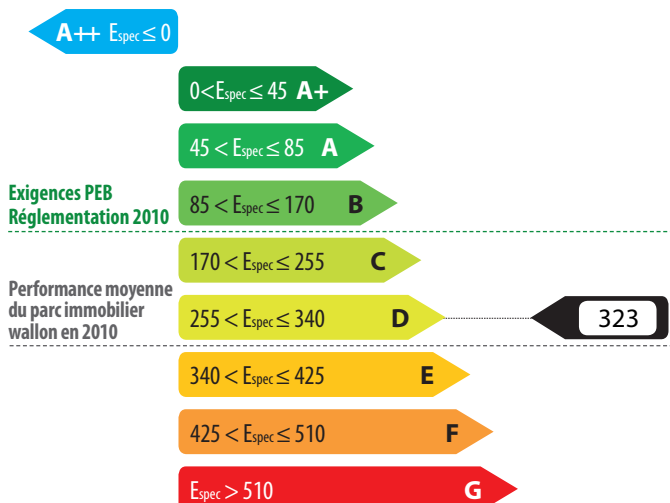 A++ Espec ≤ 0
0 < Espec ≤ 45 A+
45 < Espec ≤ 85 A
Exigences PEB
Réglementation 2010
85 < Espec ≤ 170 B
170 < Espec ≤ 255 C
Performance moyenne
du parc immobilier
wallon en 2010
255 < Espec ≤ 340 D
323
340 < Espec ≤ 425 E
425 < Espec ≤ 510 F
Espec > 510 G